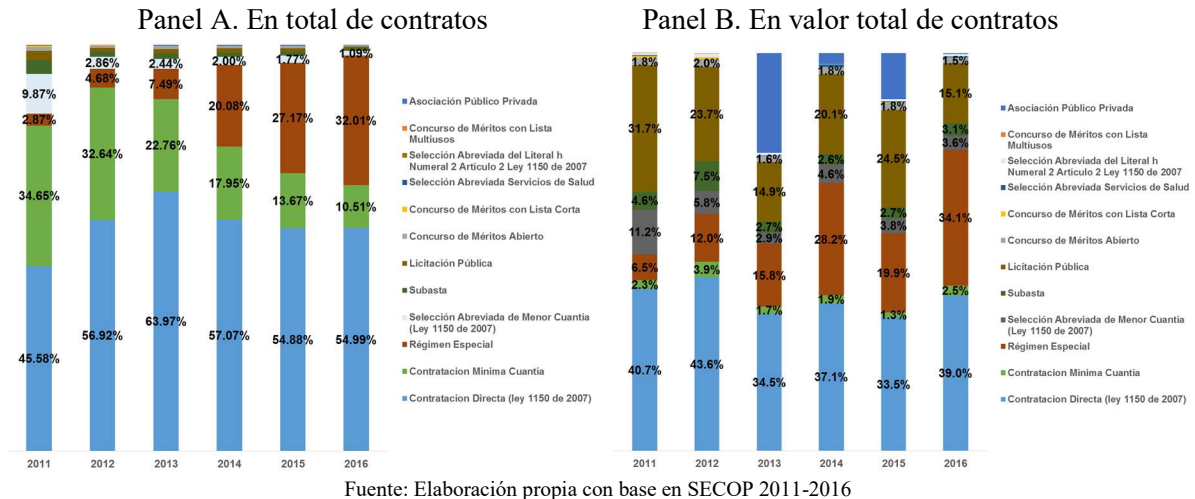 Panel A. En total de contratos
2.86%
2.44%
2.00%
1.77%
1.09%
9.87%
4.68%
7.49%
20.08%
27.17%
32.01%
2.87%
32.64%
22.76%
34.65%
17.95%
13.67%
10.51%
45.58%
56.92%
63.97%
57.07%
54.88%
54.99%
2011 2012 2013 2014 2015 2016
Asociación Público Privada
Concurso de Méritos con Lista
Multiusos
Selección Abreviada del Literal h
Numeral 2 Articulo 2 Ley 1150 de 2007
Selección Abreviada Servicios de Salud
Concurso de Méritos con Lista Corta
Concurso de Méritos Abierto
Licitación Pública
Subasta
Selección Abreviada de Menor Cuantia
(Ley 1150 de 2007)
Régimen Especial
Contratacion Minima Cuantia
Contratacion Directa (ley 1150 de 2007)
Panel B. En valor total de contratos
1.8%
2.0%
1.6%
1.8%
1.8%
1.5%
31.7%
23.7%
14.9%
20.1%
24.5%
15.1%
4.6%
7.5%
2.7%
2.6%
2.7%
3.1%
11.2%
5.8%
2.9%
4.6%
3.8%
3.6%
6.5%
12.0%
15.8%
28.2%
19.9%
34.1%
2.3%
3.9%
1.7%
1.9%
1.3%
2.5%
40.7%
43.6%
34.5%
37.1%
33.5%
39.0%
2011 2012 2013 2014 2015 2016
Asociación Público Privada
Concurso de Méritos con Lista
Multiusos
Selección Abreviada del Literal h
Numeral 2 Articulo 2 Ley 1150 de 2007
Selección Abreviada Servicios de Salud
Concurso de Méritos con Lista Corta
Concurso de Méritos Abierto
Licitación Pública
Subasta
Selección Abreviada de Menor Cuantia
(Ley 1150 de 2007)
Régimen Especial
Contratacion Minima Cuantia
Contratacion Directa (ley 1150 de 2007)
Fuente: Elaboración propia con base en SECOP 2011-2016